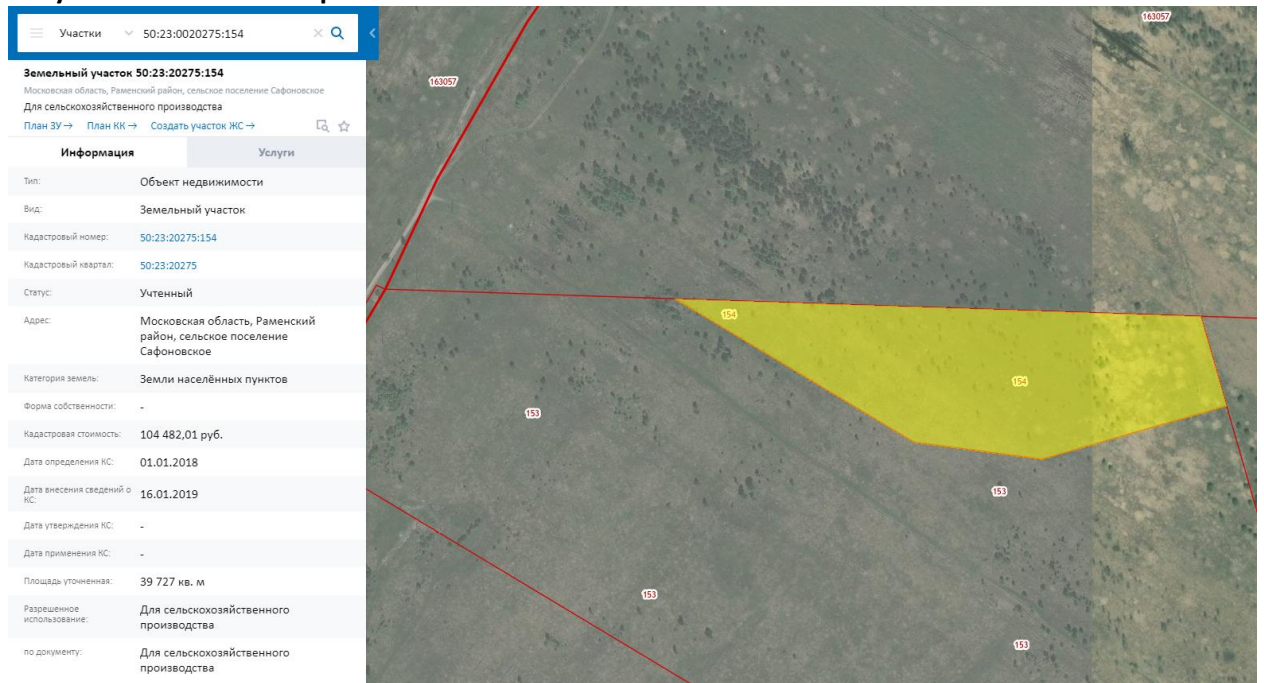 Участки 50:23:0020275:154
Земельный участок 50:23:20275:154
Московская область, Раменский район, сельское поселение Сафоновское
Для сельскохозяйственного производства
План ЗУ → План КК → Создать участок ЖС →
Информация Услуги
Тип: Объект недвижимости
Вид: Земельный участок
Кадастровый номер: 50:23:20275:154
Кадастровый квартал: 50:23:20275
Статус: Учтенный
Адрес: Московская область, Раменский
район, сельское поселение
Сафоновское
Категория земель: Земли населённых пунктов
Форма собственности: -
Кадастровая стоимость: 104 482,01 руб.
Дата определения КС: 01.01.2018
Дата внесения сведений о
КС: 16.01.2019
Дата утверждения КС: -
Дата применения КС: -
Площадь уточненная: 39 727 кв. м
Разрешенное
использование: Для сельскохозяйственного
производства
по документу: Для сельскохозяйственного
производства
163057
163057
154
154
153
153
153
153